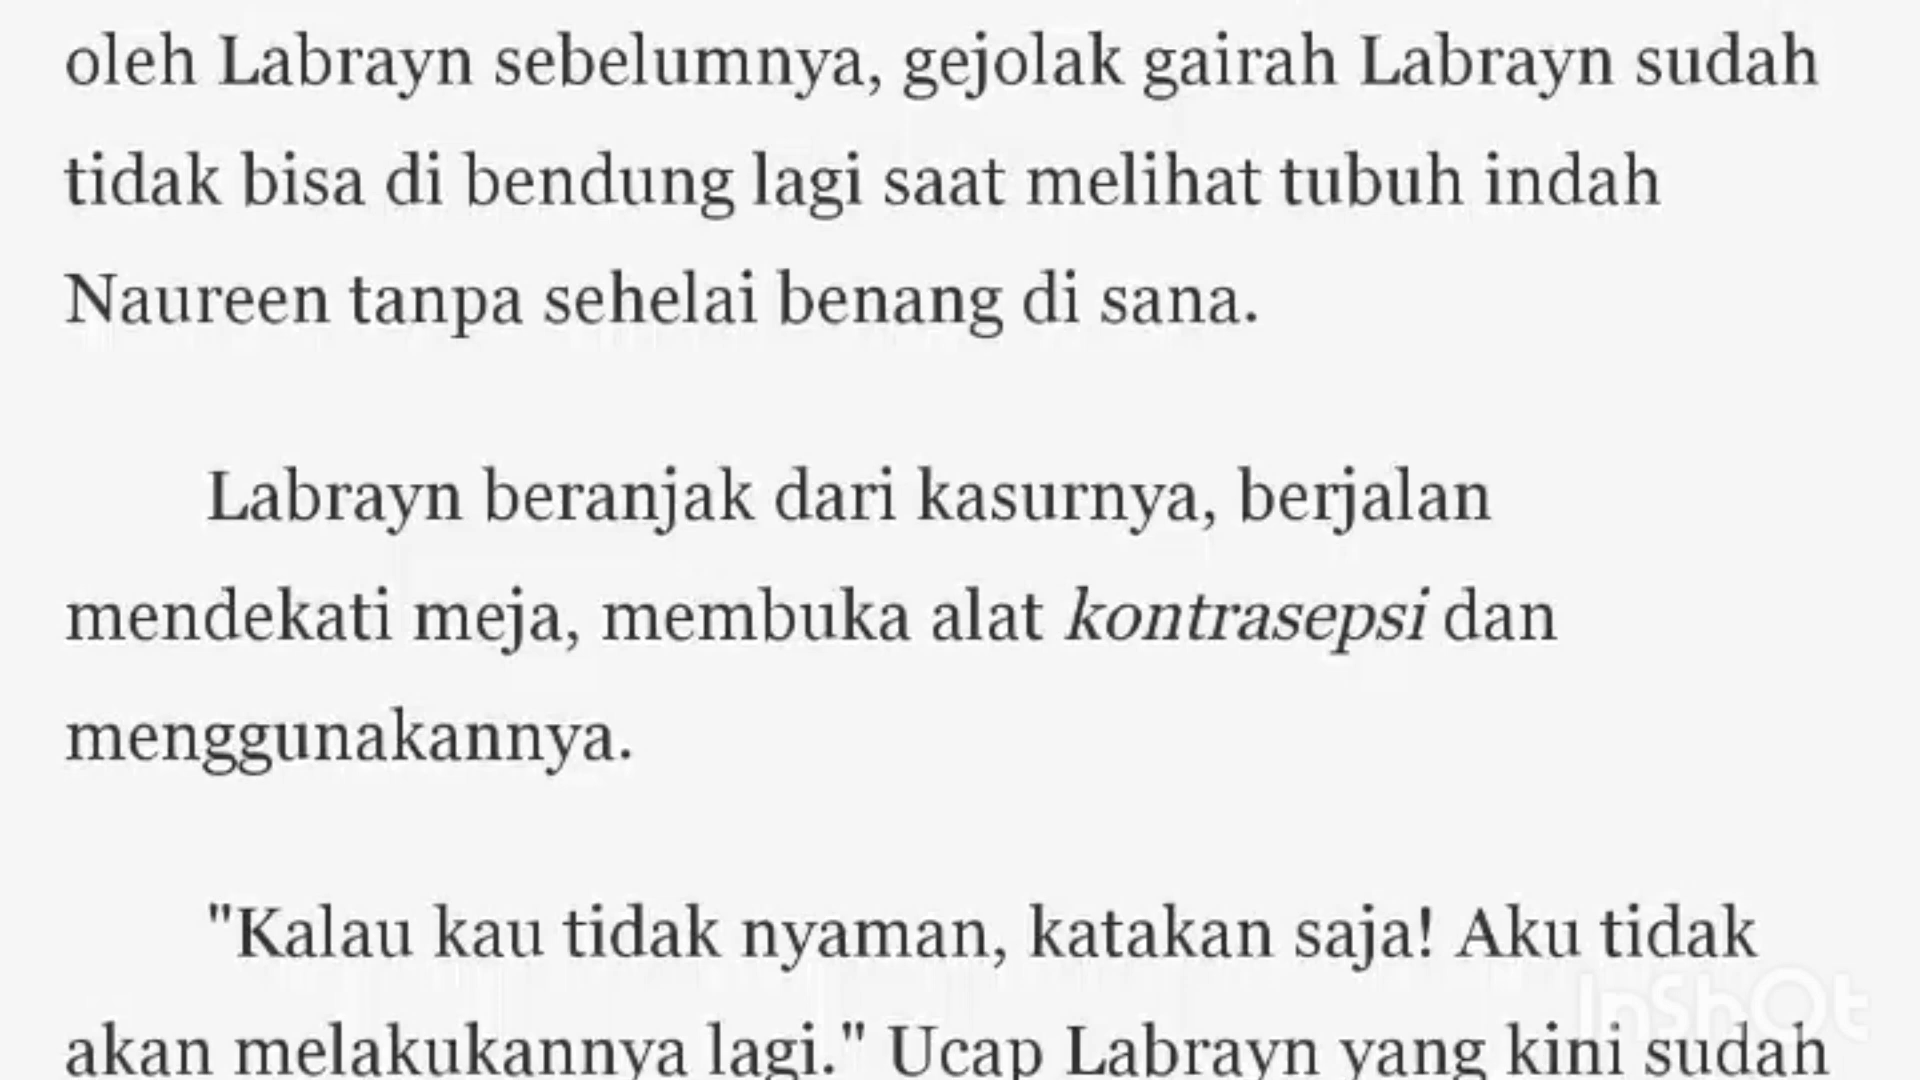 oleh Labrayn sebelumnya, gejolak gairah Labrayn sudah
tidak bisa di bendung lagi saat melihat tubuh indah
Naureen tanpa sehelai benang di sana.
Labrayn beranjak dari kasurnya, berjalan
mendekati meja, membuka alat kontrasepsi dan
menggunakannya.
"Kalau kau tidak nyaman, katakan saja! Aku tidak
akan melakukannya lagi." Ucap Labrayn yang kini sudah
InShOt